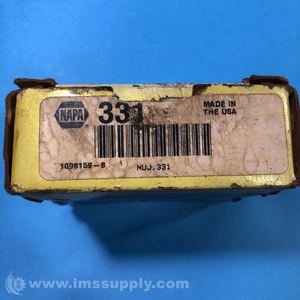 NAPA
331
MADE IN
THE USA
1098159-8
NUJ.331
© www.imssupply.com